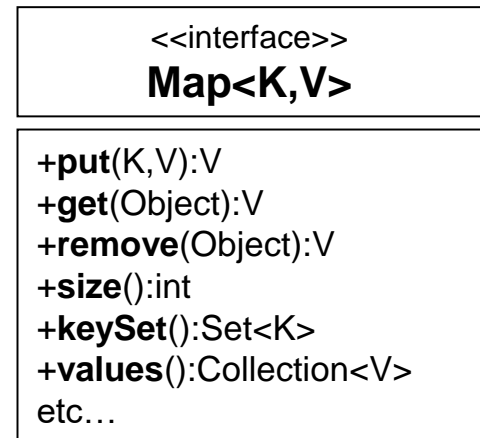 <<interface>>
Map<K,V>
+put(K,V):V
+get(Object):V
+remove(Object):V
+size():int
+keySet():Set<K>
+values():Collection<V>
etc…